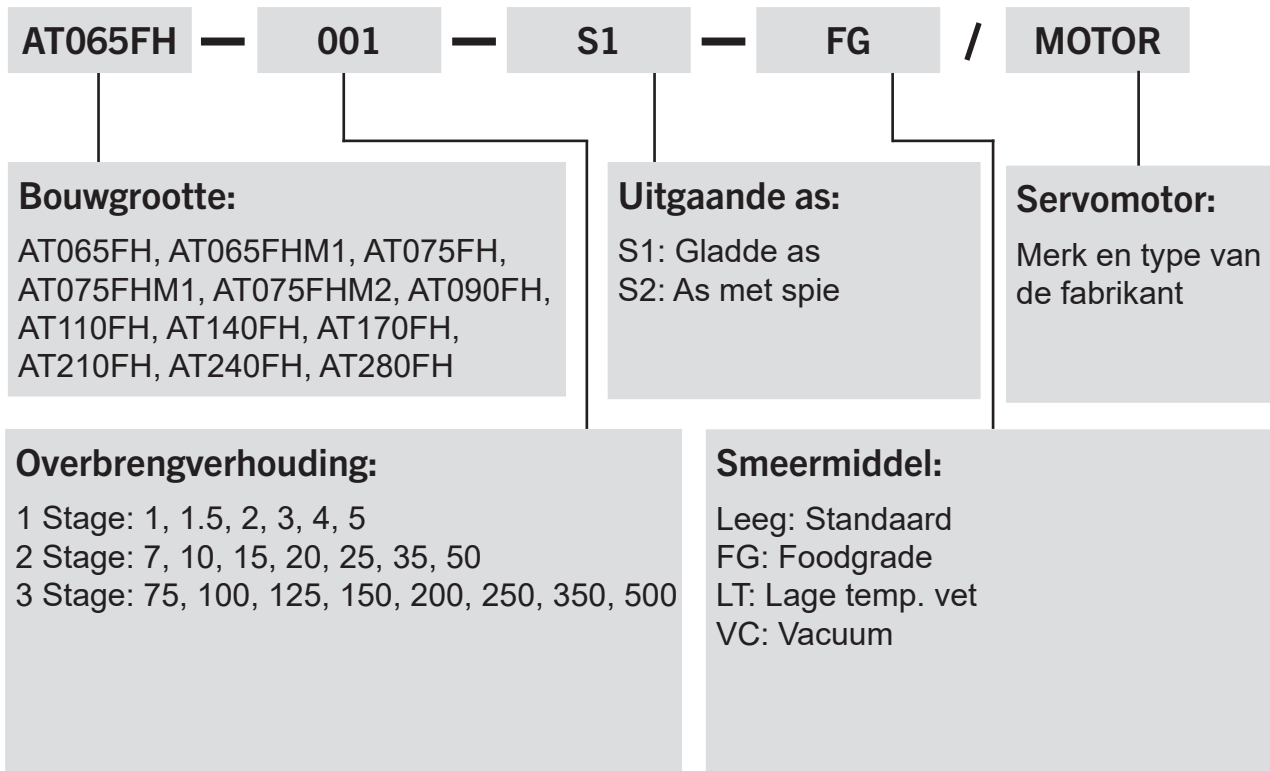 AT065FH — 001 — S1 — FG / MOTOR
Bouwgrootte:
AT065FH, AT065FHM1, AT075FH,
AT075FHM1, AT075FHM2, AT090FH,
AT110FH, AT140FH, AT170FH,
AT210FH, AT240FH, AT280FH
Uitgaande as:
S1: Gladde as
S2: As met spie
Servomotor:
Merk en type van
de fabrikant
Overbrengverhouding:
1 Stage: 1, 1.5, 2, 3, 4, 5
2 Stage: 7, 10, 15, 20, 25, 35, 50
3 Stage: 75, 100, 125, 150, 200, 250, 350, 500
Smeermiddel:
Leeg: Standaard
FG: Foodgrade
LT: Lage temp. vet
VC: Vacuum